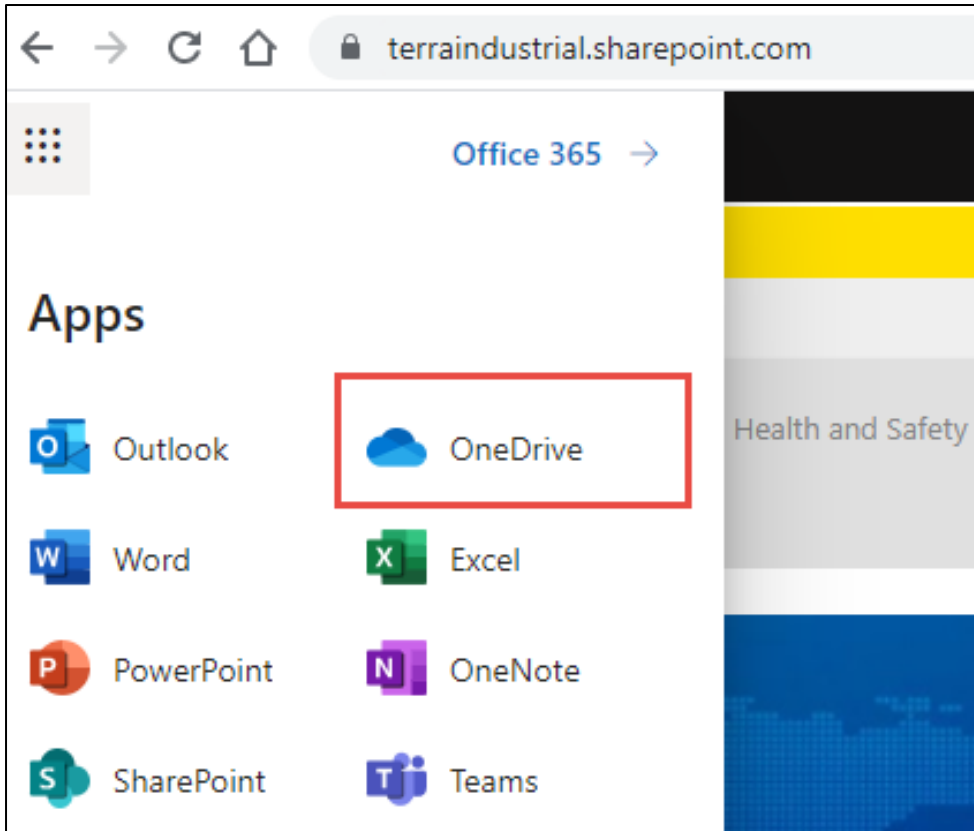 terraindustrial.sharepoint.com
Office 365 →
Apps
Outlook
OneDrive
Health and Safety
Word
Excel
PowerPoint
OneNote
SharePoint
Teams